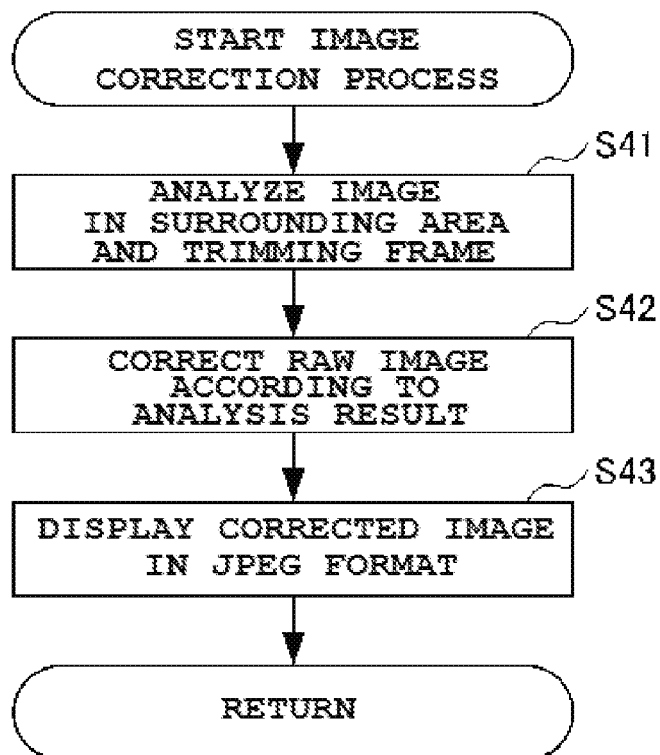 START IMAGE
CORRECTION PROCESS
S41
ANALYZE IMAGE
IN SURROUNDING AREA
AND TRIMMING FRAME
S42
CORRECT RAW IMAGE
ACCORDING TO
ANALYSIS RESULT
S43
DISPLAY CORRECTED IMAGE
IN JPEG FORMAT
RETURN